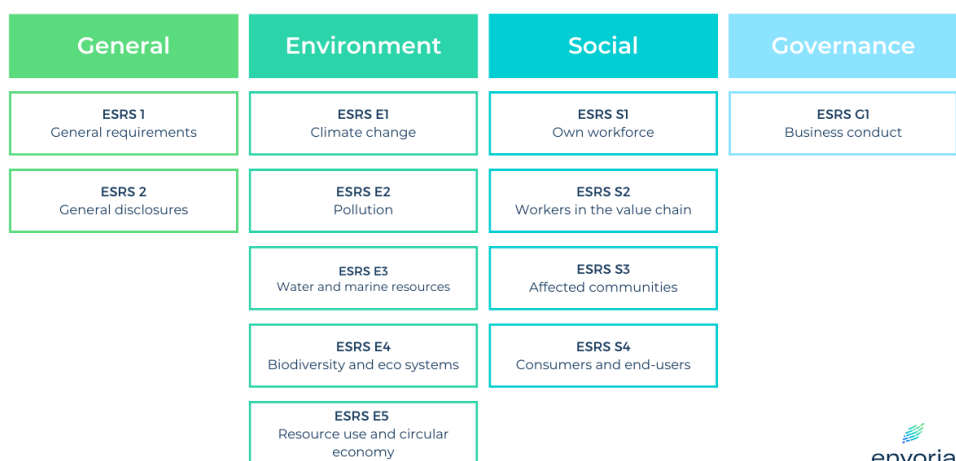 General
ESRS 1
General requirements
ESRS 2
General disclosures
Environment
ESRS E1
Climate change
ESRS E2
Pollution
ESRS E3
Water and marine resources
ESRS E4
Biodiversity and eco systems
ESRS E5
Resource use and circular
economy
Social
ESRS S1
Own workforce
ESRS S2
Workers in the value chain
ESRS S3
Affected communities
ESRS S4
Consumers and end-users
Governance
ESRS G1
Business conduct
envoria